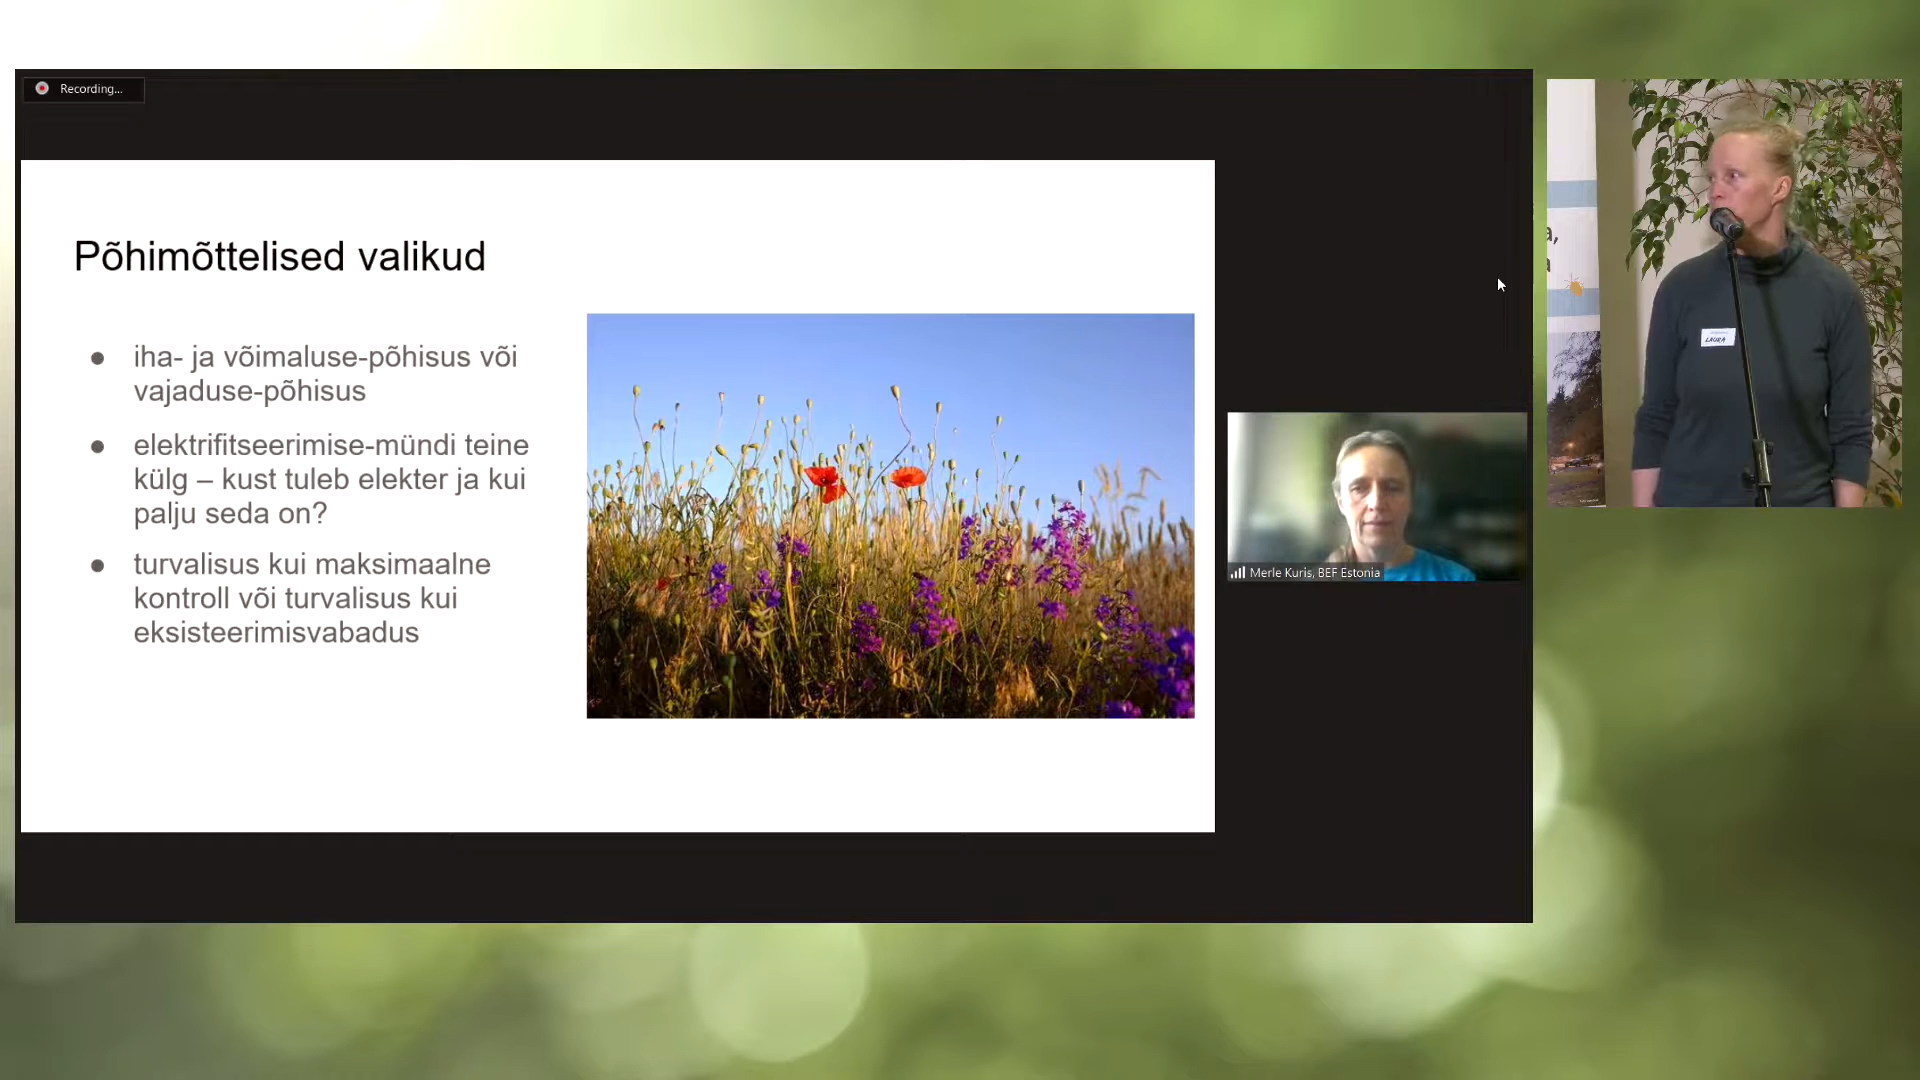 Recording...
Põhimõttelised valikud
● iha- ja võimaluse-põhisus või
vajaduse-põhisus
● elektrifitseerimise-mündi teine
külg – kust tuleb elekter ja kui
palju seda on?
● turvalisus kui maksimaalne
kontroll või turvalisus kui
eksisteerimisvabadus
Merle Kuris, BEF Estonia
LAURA